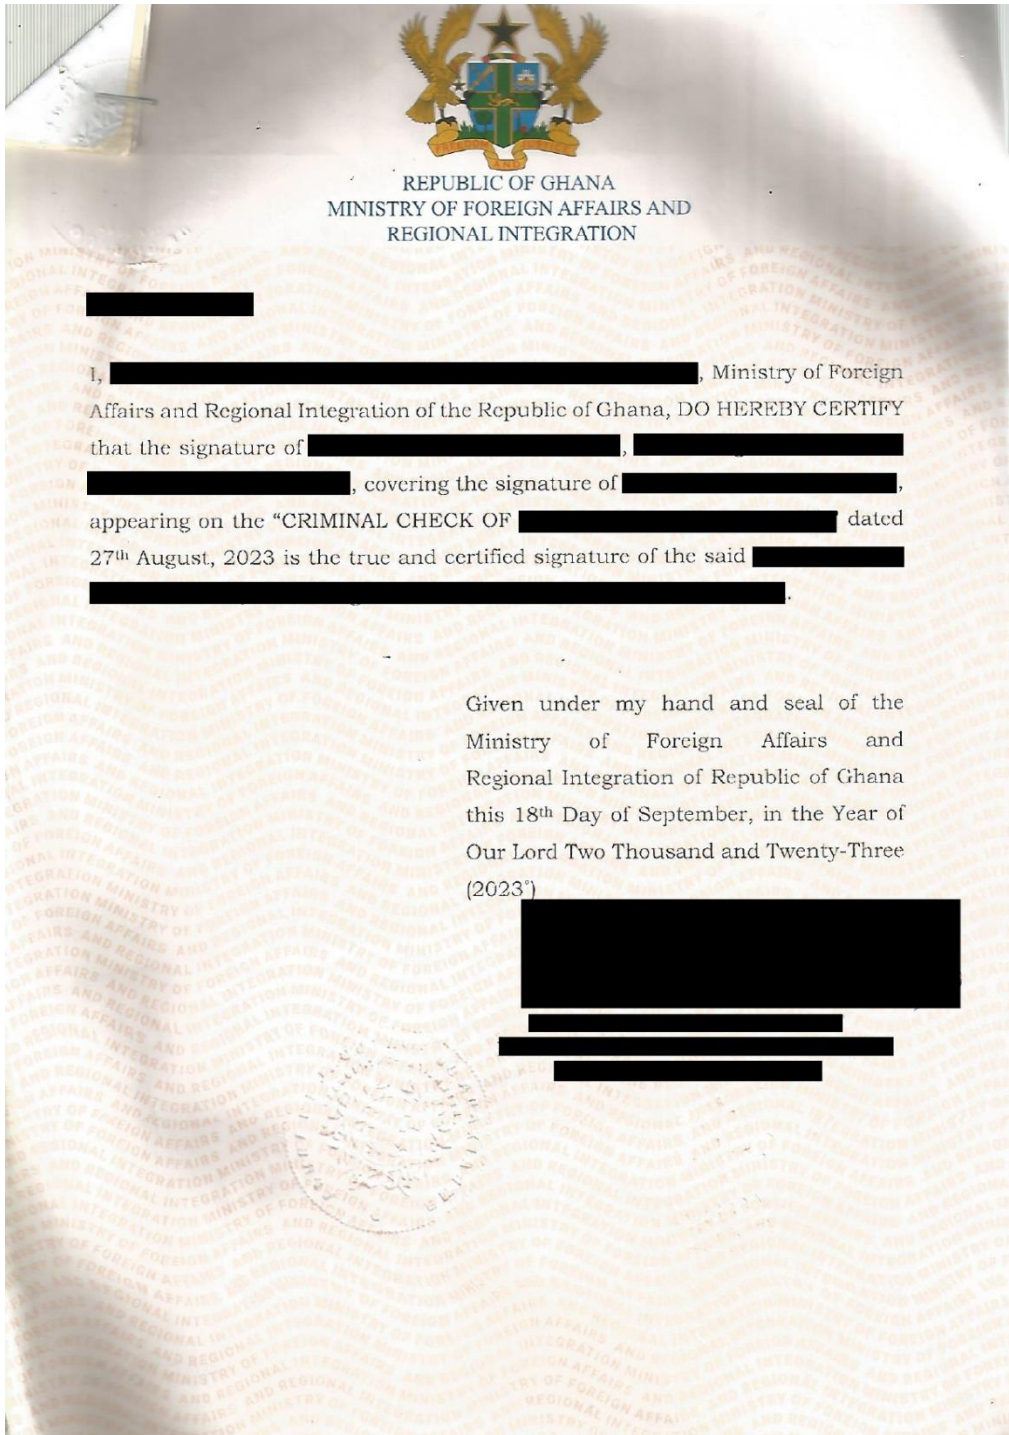 FREEDOM AND JUSTICE
REPUBLIC OF GHANA
MINISTRY OF FOREIGN AFFAIRS AND
REGIONAL INTEGRATION
I, , Ministry of Foreign
Affairs and Regional Integration of the Republic of Ghana, DO HEREBY CERTIFY
that the signature of ,
, covering the signature of ,
appearing on the “CRIMINAL CHECK OF ” dated
27th August, 2023 is the true and certified signature of the said
.
Given under my hand and seal of the
Ministry of Foreign Affairs and
Regional Integration of Republic of Ghana
this 18th Day of September, in the Year of
Our Lord Two Thousand and Twenty-Three
(2023)